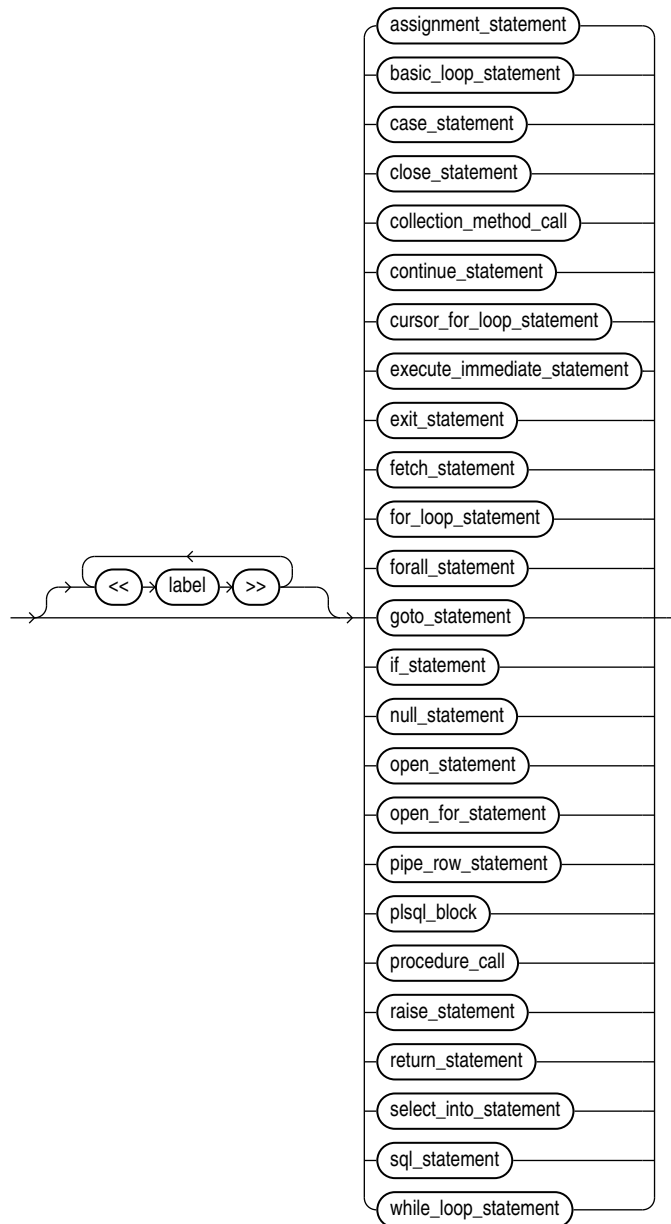 assignment_statement
basic_loop_statement
case_statement
close_statement
collection_method_call
continue_statement
cursor_for_loop_statement
execute_immediate_statement
exit_statement
fetch_statement
for_loop_statement
forall_statement
<< label >>
goto_statement
if_statement
null_statement
open_statement
open_for_statement
pipe_row_statement
plsql_block
procedure_call
raise_statement
return_statement
select_into_statement
sql_statement
while_loop_statement